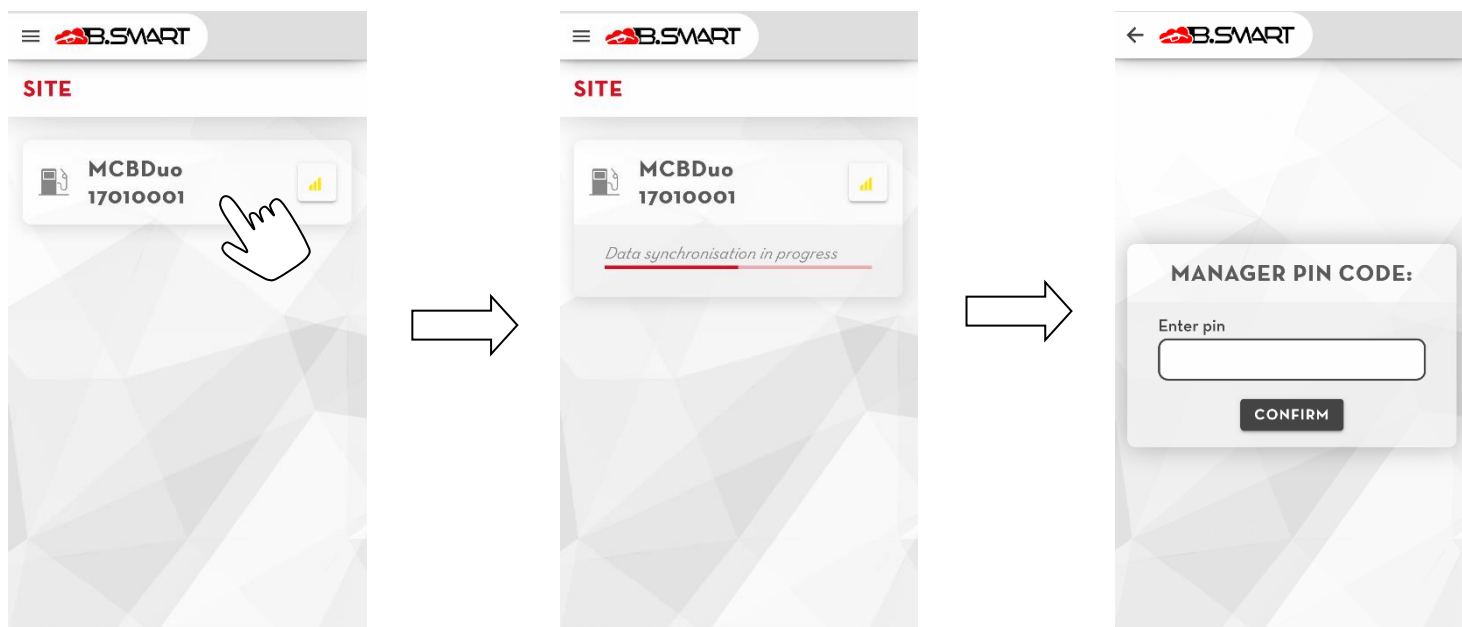 B.SMART
SITE
MCBDuo
17010001
B.SMART
SITE
MCBDuo
17010001
Data synchronisation in progress
B.SMART
MANAGER PIN CODE:
Enter pin
CONFIRM